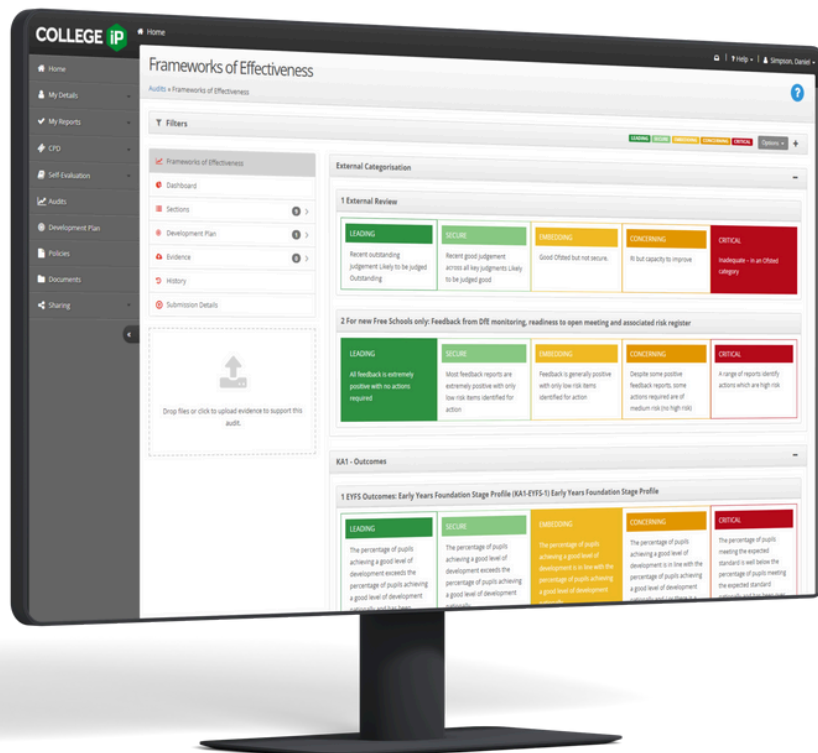 COLLEGE iP
Home
? Help
Simpson, Daniel
Home
My Details
My Reports
CPD
Self-Evaluation
Audits
Development Plan
Policies
Documents
Sharing
Frameworks of Effectiveness
Audits » Frameworks of Effectiveness
?
Filters
LEADING SECURE EMBEDDING CONCERNING CRITICAL Options +
Frameworks of Effectiveness
Dashboard
Sections
Development Plan
Evidence
History
Submission Details
Drop files or click to upload evidence to support this
audit.
External Categorisation
1 External Review
LEADING
Recent outstanding
judgement Likely to be judged
Outstanding
SECURE
Recent good judgement
across all key judgments Likely
to be judged good
EMBEDDING
Good Ofsted but not secure.
CONCERNING
RI but capacity to improve
CRITICAL
Inadequate – in an Ofsted
category
2 For new Free Schools only: Feedback from DfE monitoring, readiness to open meeting and associated risk register
LEADING
All feedback is extremely
positive with no actions
required
SECURE
Most feedback reports are
extremely positive with only
low risk items identified for
action
EMBEDDING
Feedback is generally positive
with only low risk items
identified for action
CONCERNING
Despite some positive
feedback reports, some
actions required are of
medium risk (no high risk)
CRITICAL
A range of reports identify
actions which are high risk
KA1 - Outcomes
1 EYFS Outcomes: Early Years Foundation Stage Profile (KA1-EYFS-1) Early Years Foundation Stage Profile
LEADING
The percentage of pupils
achieving a good level of
development exceeds the
percentage of pupils achieving
a good level of development
nationally and has been
SECURE
The percentage of pupils
achieving a good level of
development exceeds the
percentage of pupils achieving
a good level of development
nationally
EMBEDDING
The percentage of pupils
achieving a good level of
development is in line with the
percentage of pupils achieving
a good level of development
nationally
CONCERNING
The percentage of pupils
achieving a good level of
development is in line with the
percentage of pupils achieving
a good level of development
CRITICAL
The percentage of pupils
meeting the expected
standard is well below the
percentage of pupils meeting
the expected standard
nationally and has been over